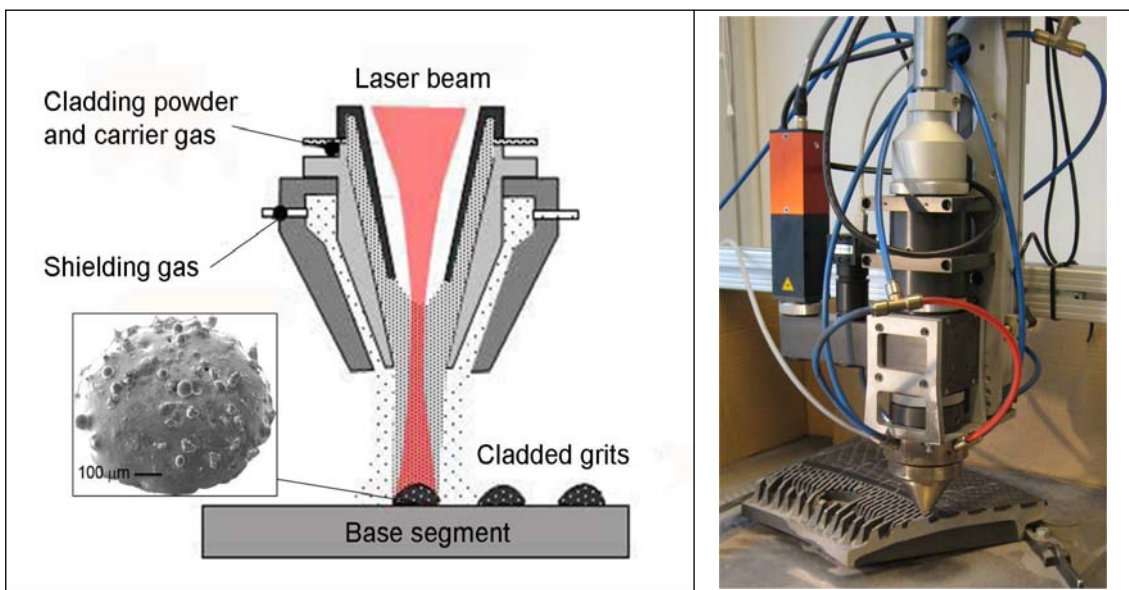 Laser beam
Cladding powder
and carrier gas
Shielding gas
100 μm
Cladded grits
Base segment